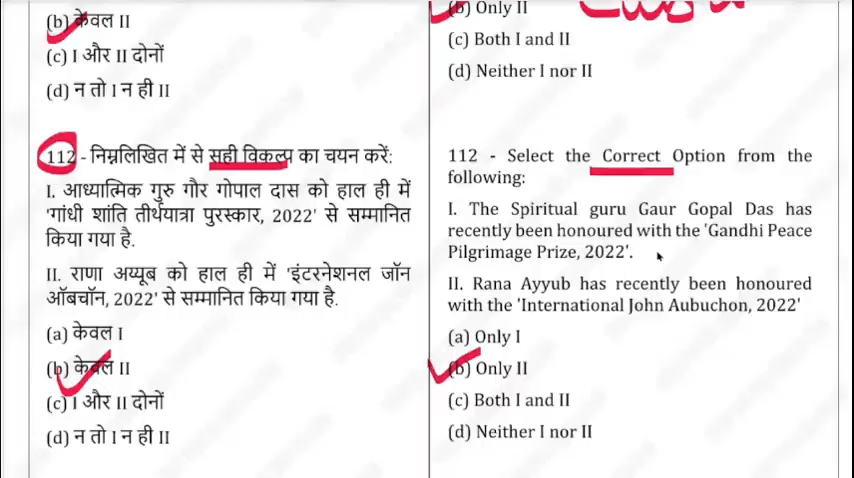 (b) केवल II
(c) I और II दोनों
(d) न तो I न ही II
112 - निम्नलिखित में से सही विकल्प का चयन करें:
I. आध्यात्मिक गुरु गौर गोपाल दास को हाल ही में
'गांधी शांति तीर्थयात्रा पुरस्कार, 2022' से सम्मानित
किया गया है.
II. राणा अय्यूब को हाल ही में 'इंटरनेशनल जॉन
ऑबचॉन, 2022' से सम्मानित किया गया है.
(a) केवल I
(b) केवल II
(c) I और II दोनों
(d) न तो I न ही II
(b) Only II
(c) Both I and II
(d) Neither I nor II
112 - Select the Correct Option from the
following:
I. The Spiritual guru Gaur Gopal Das has
recently been honoured with the 'Gandhi Peace
Pilgrimage Prize, 2022'.
II. Rana Ayyub has recently been honoured
with the 'International John Aubuchon, 2022'
(a) Only I
(b) Only II
(c) Both I and II
(d) Neither I nor II